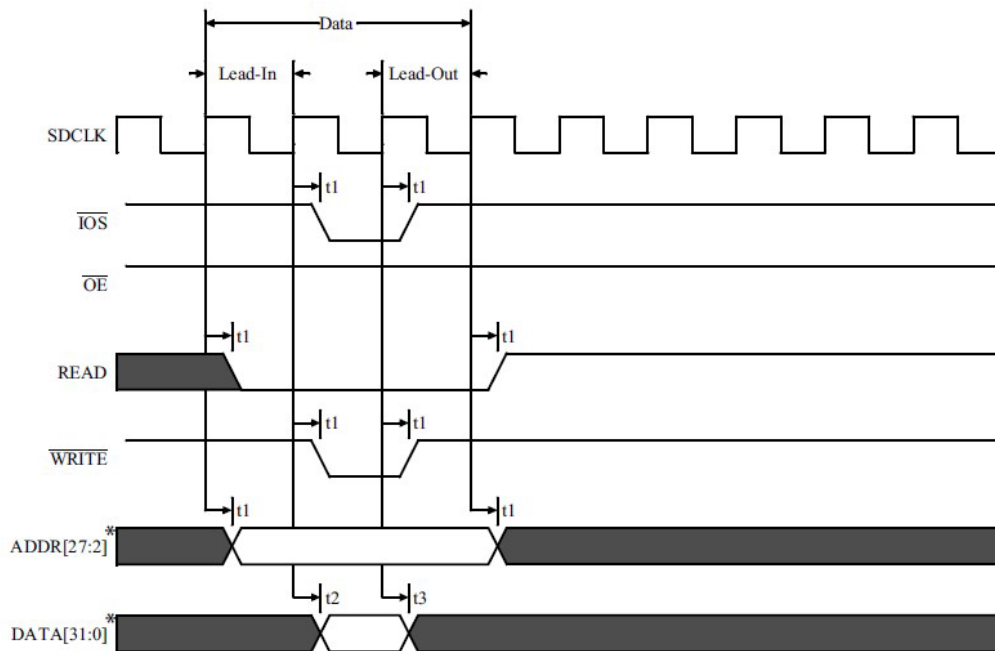 Data
Lead-In Lead-Out
SDCLK
t1 t1
IOS
OE
t1 t1
READ
t1 t1
WRITE
t1 t1
*
ADDR[27:2]
t2 t3
*
DATA[31:0]